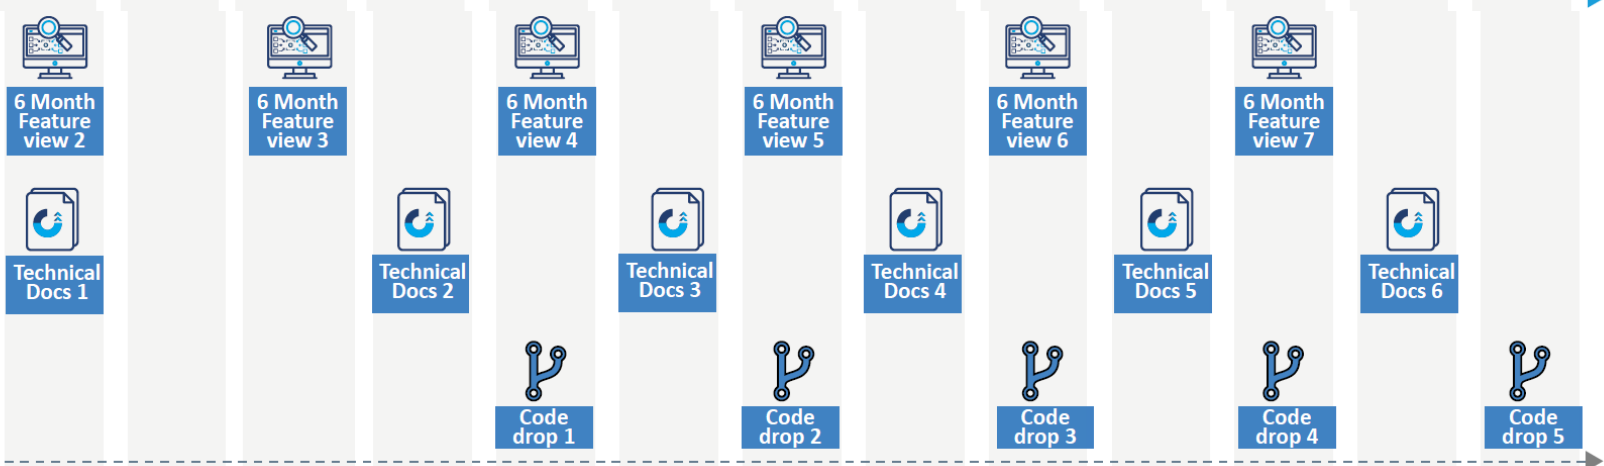 6 Month
Feature
view 2
6 Month
Feature
view 3
6 Month
Feature
view 4
6 Month
Feature
view 5
6 Month
Feature
view 6
6 Month
Feature
view 7
Technical
Docs 1
Technical
Docs 2
Technical
Docs 3
Technical
Docs 4
Technical
Docs 5
Technical
Docs 6
Code
drop 1
Code
drop 2
Code
drop 3
Code
drop 4
Code
drop 5